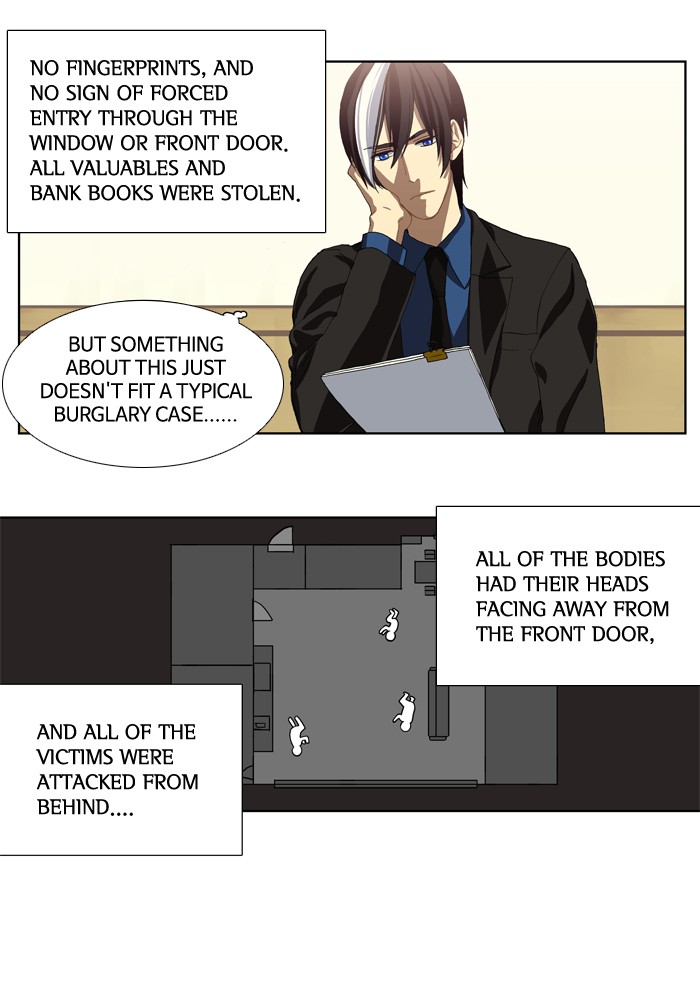 NO FINGERPRINTS, AND
NO SIGN OF FORCED
ENTRY THROUGH THE
WINDOW OR FRONT DOOR.
ALL VALUABLES AND
BANK BOOKS WERE STOLEN.
BUT SOMETHING
ABOUT THIS JUST
DOESN'T FIT A TYPICAL
BURGLARY CASE......
ALL OF THE BODIES
HAD THEIR HEADS
FACING AWAY FROM
THE FRONT DOOR,
AND ALL OF THE
VICTIMS WERE
ATTACKED FROM
BEHIND....